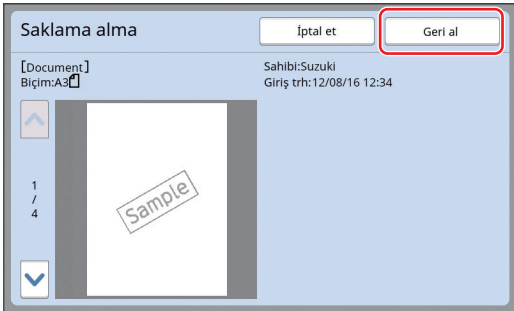 Saklama alma
İptal et
Geri al
[Document]
Biçim:A3
Sahibi:Suzuki
Giriş trh:12/08/16 12:34
1
/
4
Sample